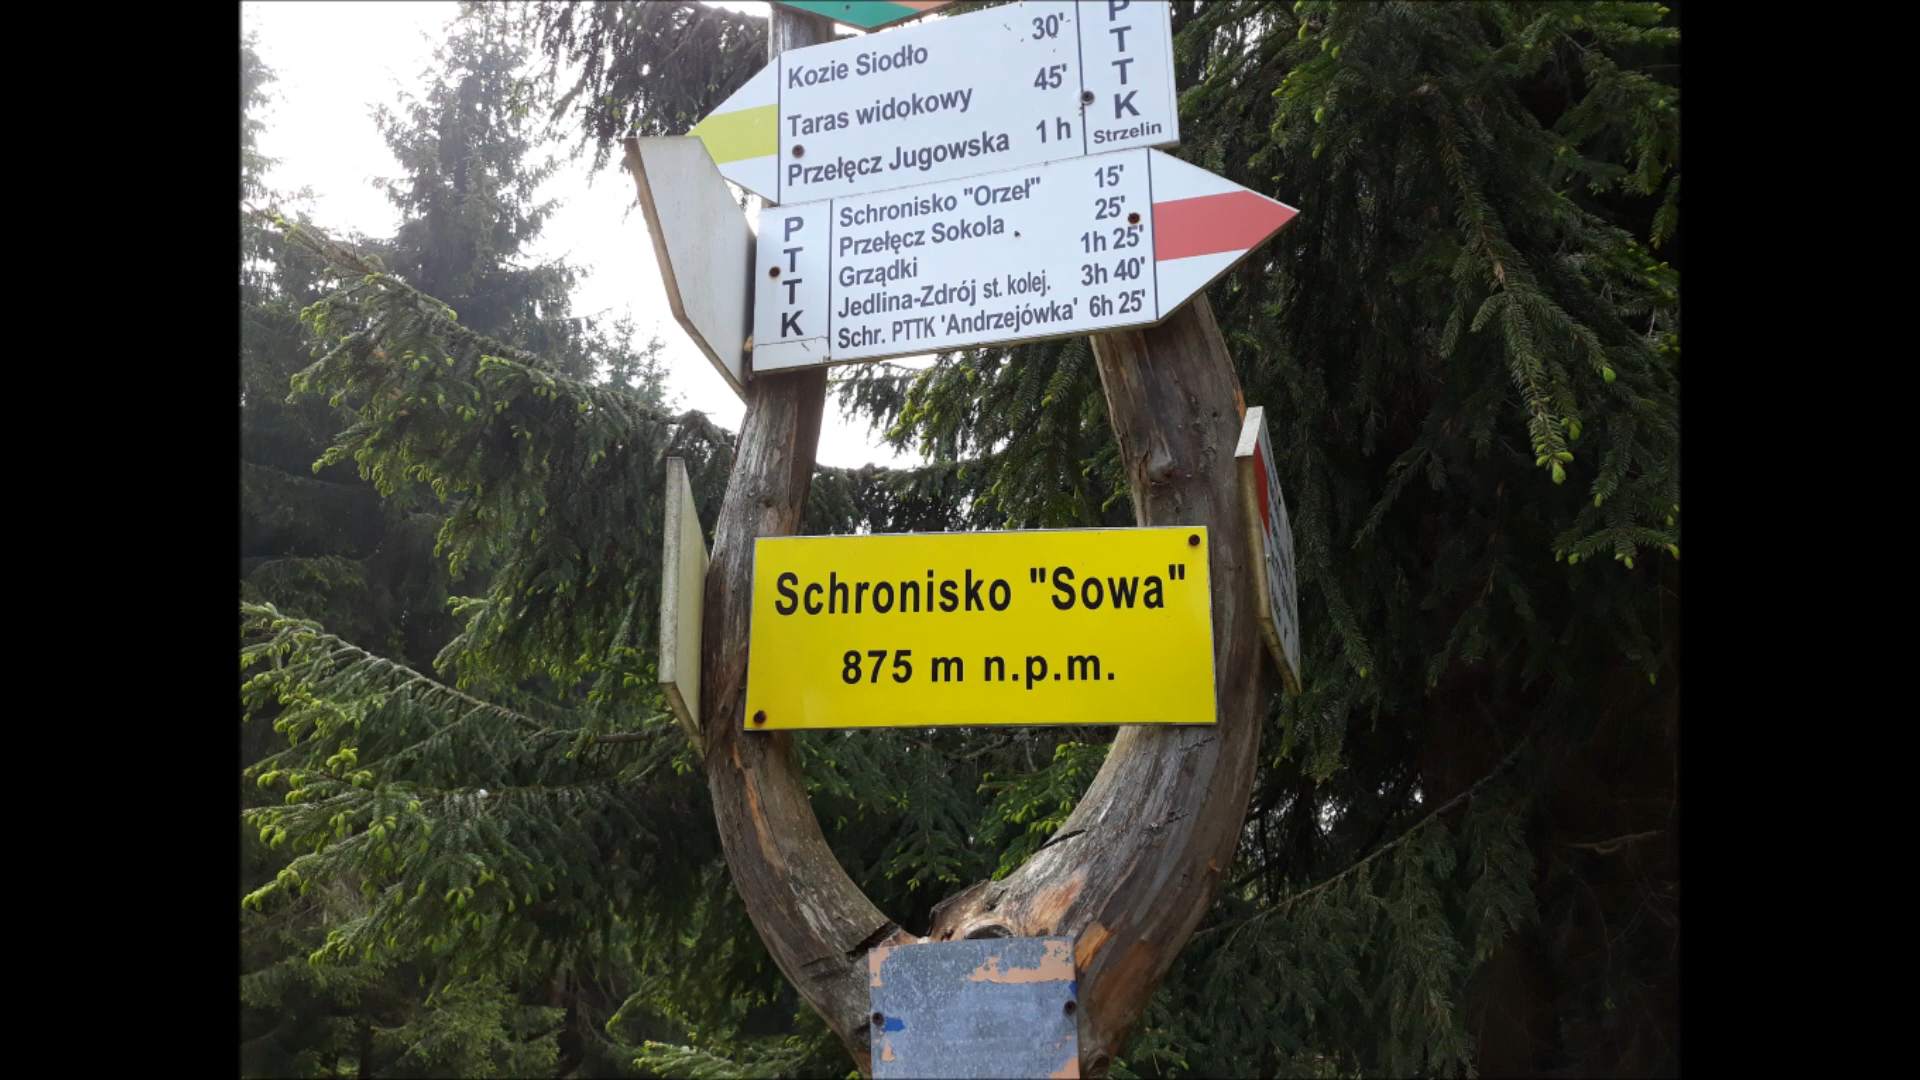 Kozie Siodło 30'
Taras widokowy 45'
Przełęcz Jugowska 1 h
PTTK
Strzelin
PTTK
Schronisko "Orzeł" 15'
Przełęcz Sokola 25'
Grządki 1h 25'
Jedlina-Zdrój st. kolej. 3h 40'
Schr. PTTK 'Andrzejówka' 6h 25'
Schronisko "Sowa"
875 m n.p.m.